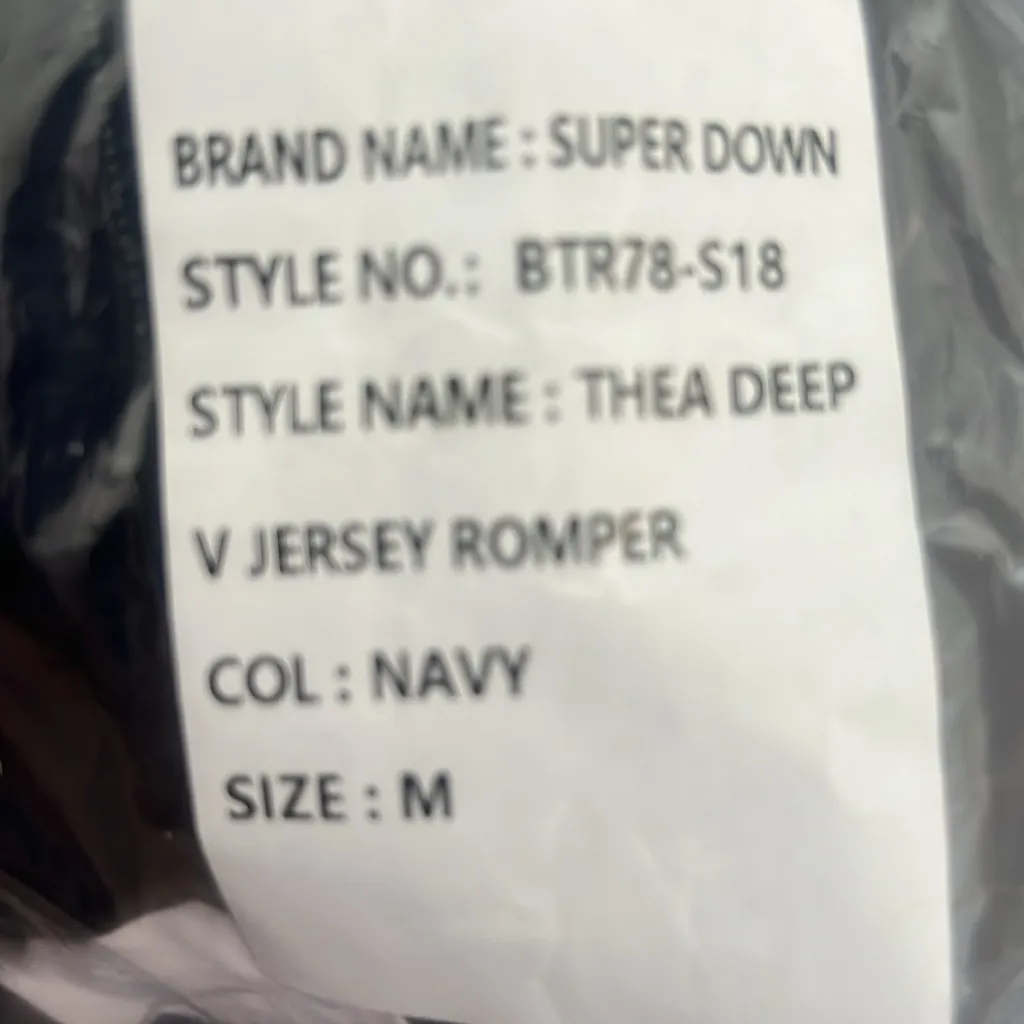 BRAND NAME : SUPER DOWN
STYLE NO.: BTR78-S18
STYLE NAME : THEA DEEP
V JERSEY ROMPER
COL : NAVY
SIZE : M